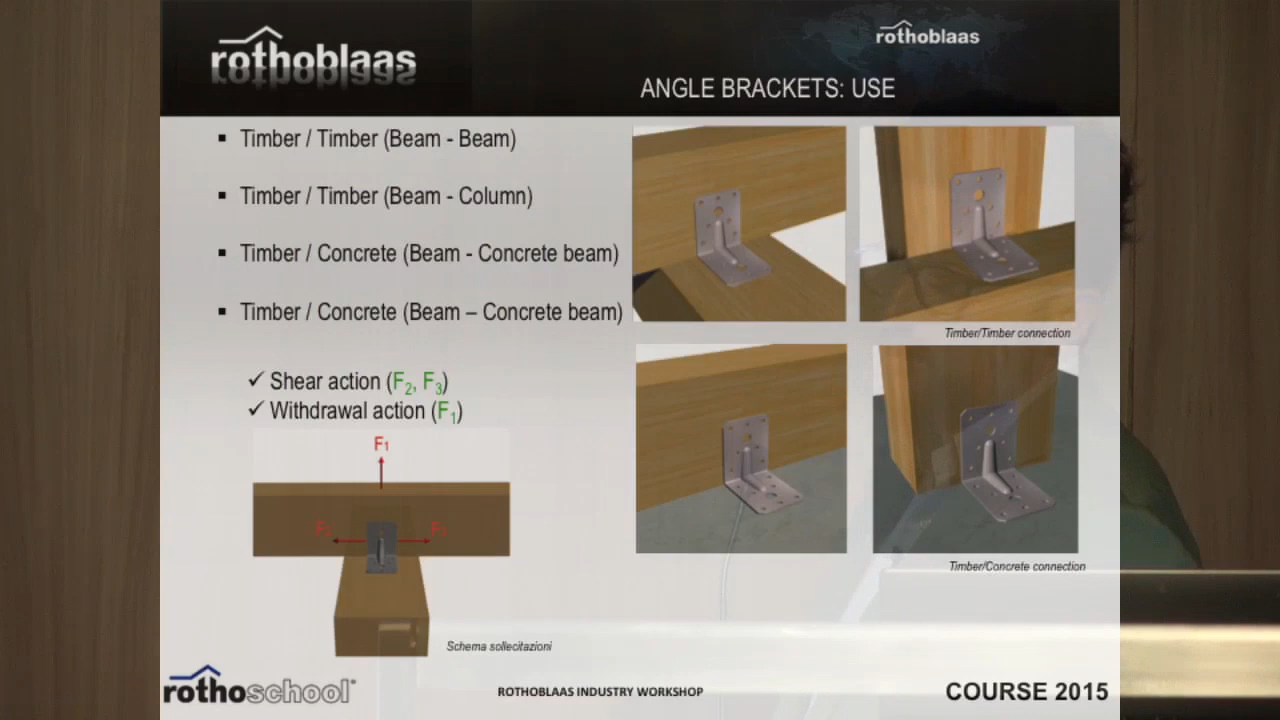 rothoblaas
rothoblaas
ANGLE BRACKETS: USE
▪ Timber / Timber (Beam - Beam)
▪ Timber / Timber (Beam - Column)
▪ Timber / Concrete (Beam - Concrete beam)
▪ Timber / Concrete (Beam – Concrete beam)
Timber/Timber connection
✓ Shear action (F2, F3)
✓ Withdrawal action (F1)
F1
Timber/Concrete connection
Schema sollecitazioni
rothoschool
ROTHOBLAAS INDUSTRY WORKSHOP
COURSE 2015